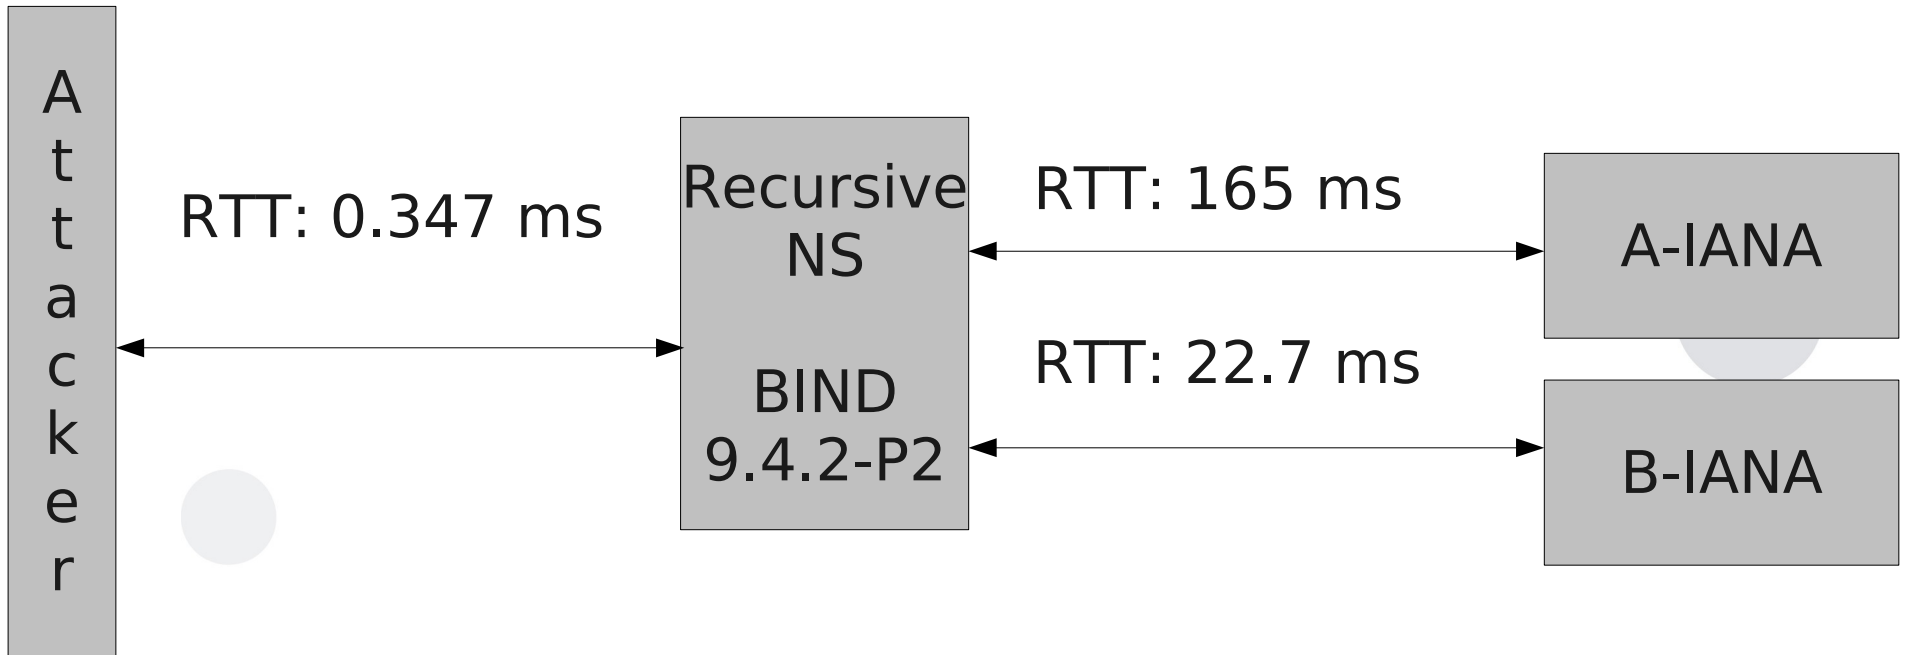 Attacker
RTT: 0.347 ms
Recursive
NS
BIND
9.4.2-P2
RTT: 165 ms
RTT: 22.7 ms
A-IANA
B-IANA